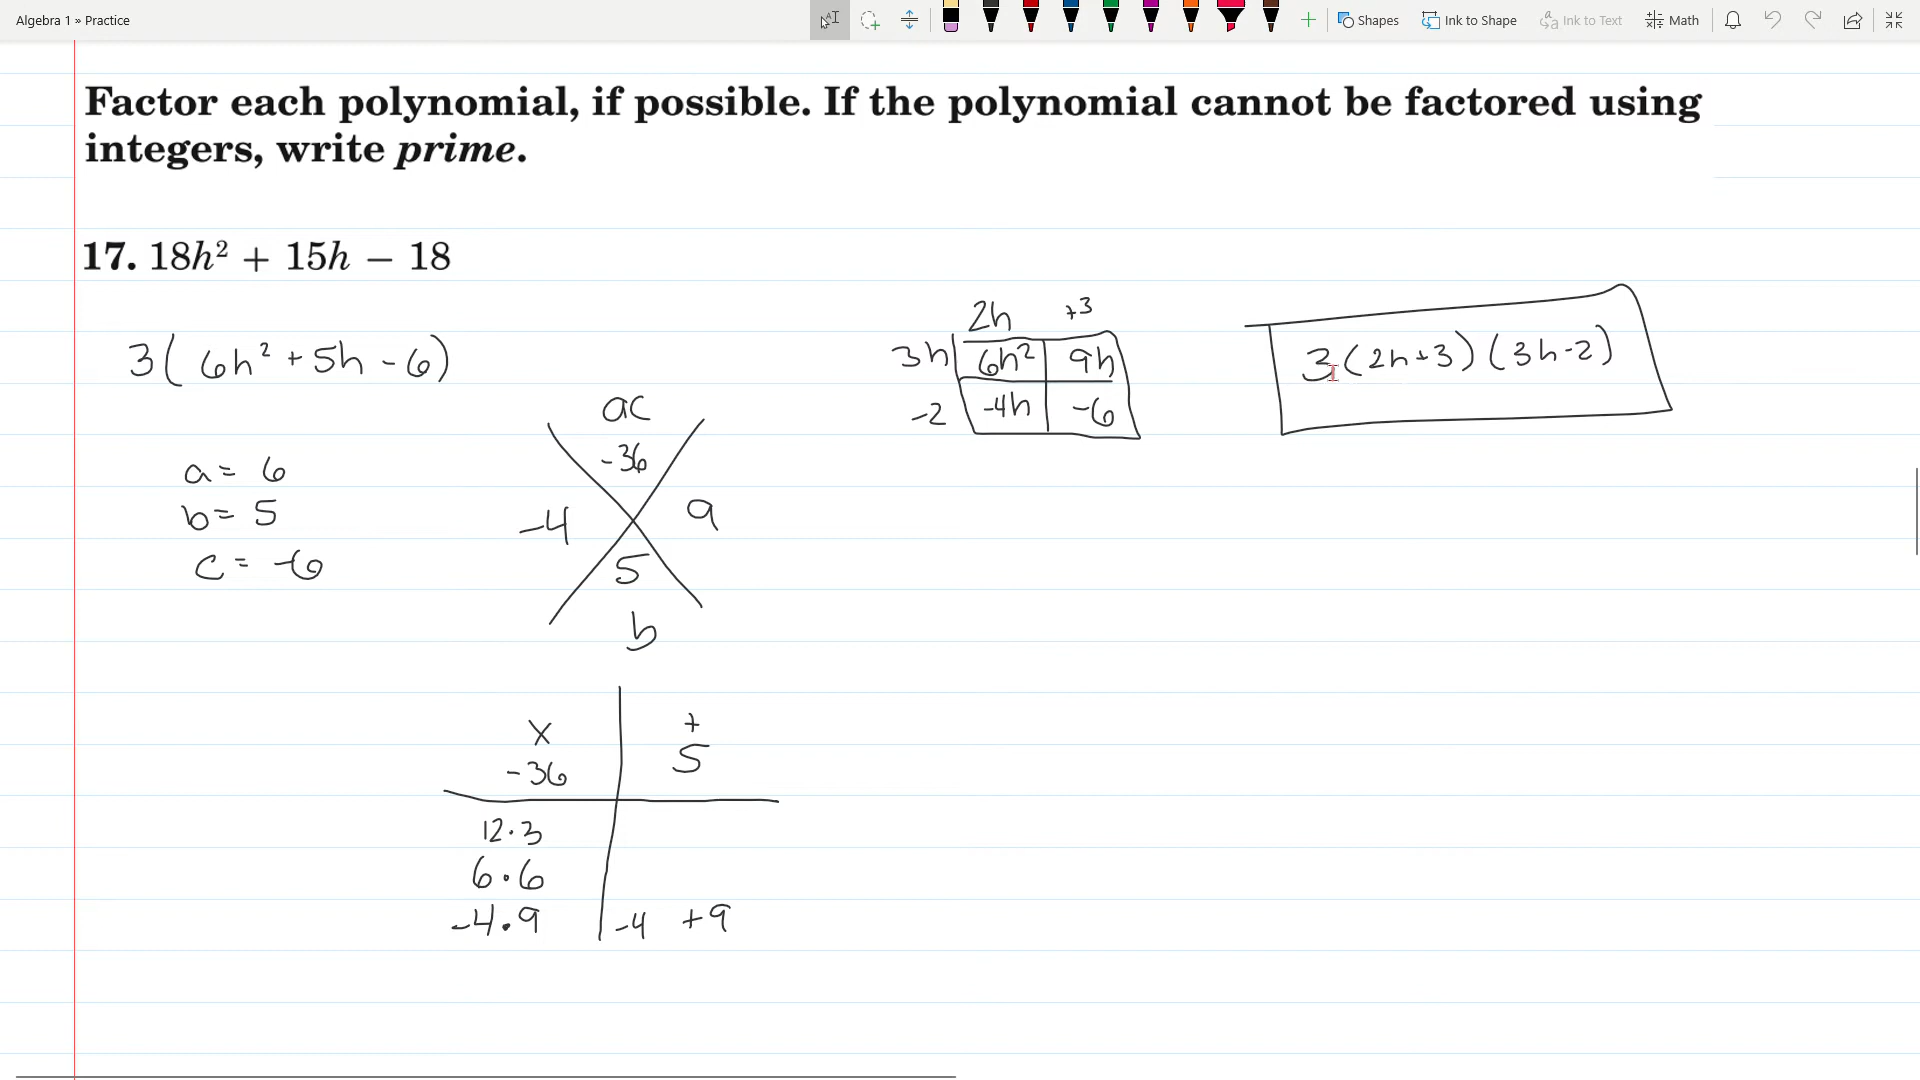 Algebra 1 » Practice
Shapes
Ink to Shape
Ink to Text
Math
Factor each polynomial, if possible. If the polynomial cannot be factored using
integers, write prime.
17. 18h² + 15h − 18
3(6h² + 5h - 6)
a = 6
b = 5
c = -6
ac
-36
-4 9
5
b
x +
-36 5
12·3
6·6
-4·9 -4 +9
2h +3
3h 6h² 9h
-2 -4h -6
3(2h+3)(3h-2)